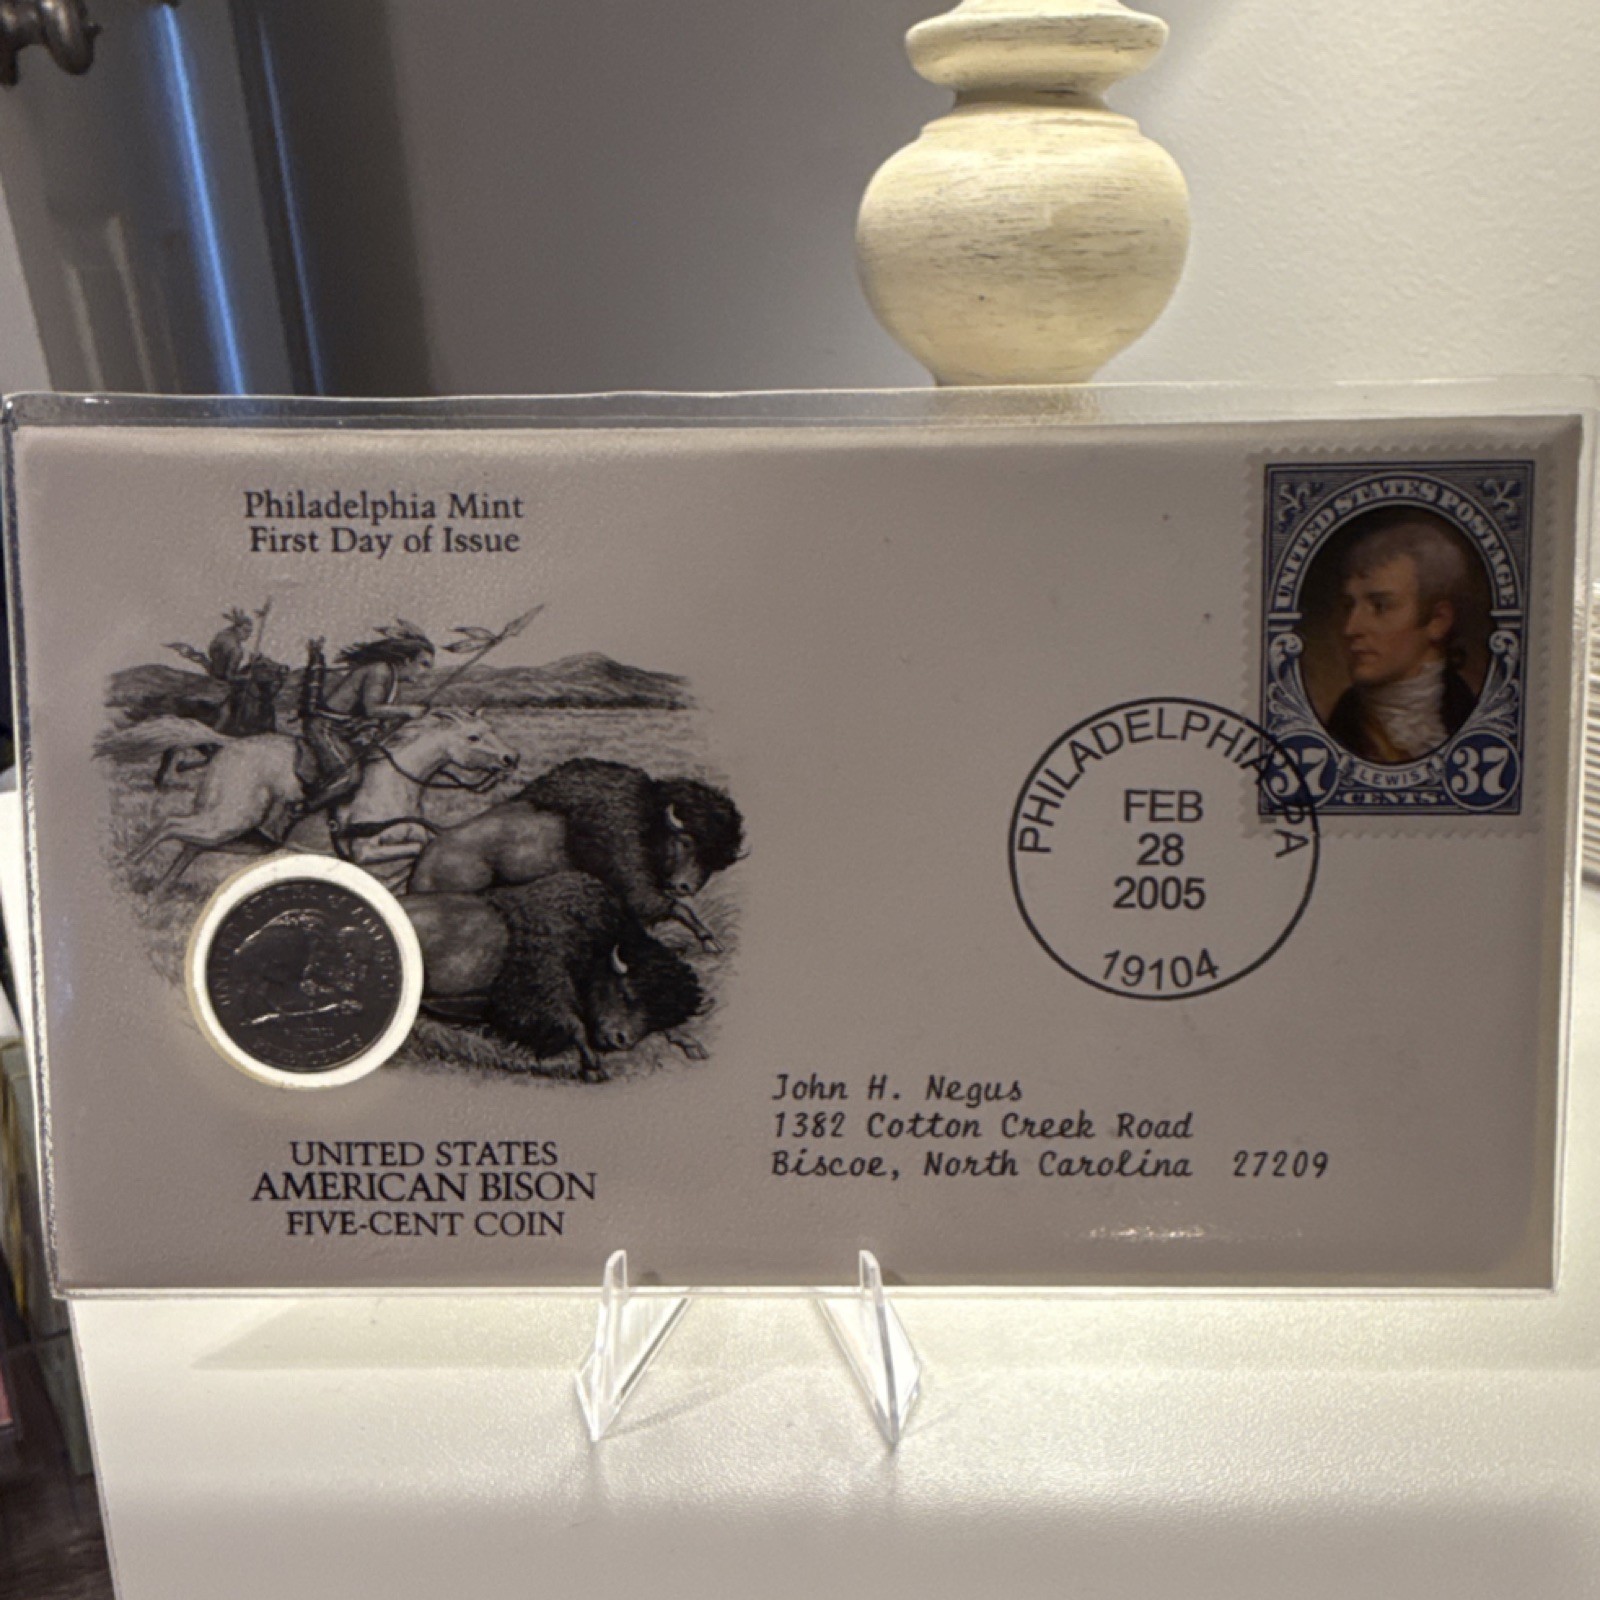 Philadelphia Mint
First Day of Issue
UNITED STATES POSTAGE
37 LEWIS 37
CENTS
PHILADELPHIA PA
FEB
28
2005
19104
John H. Negus
1382 Cotton Creek Road
Biscoe, North Carolina 27209
UNITED STATES
AMERICAN BISON
FIVE-CENT COIN